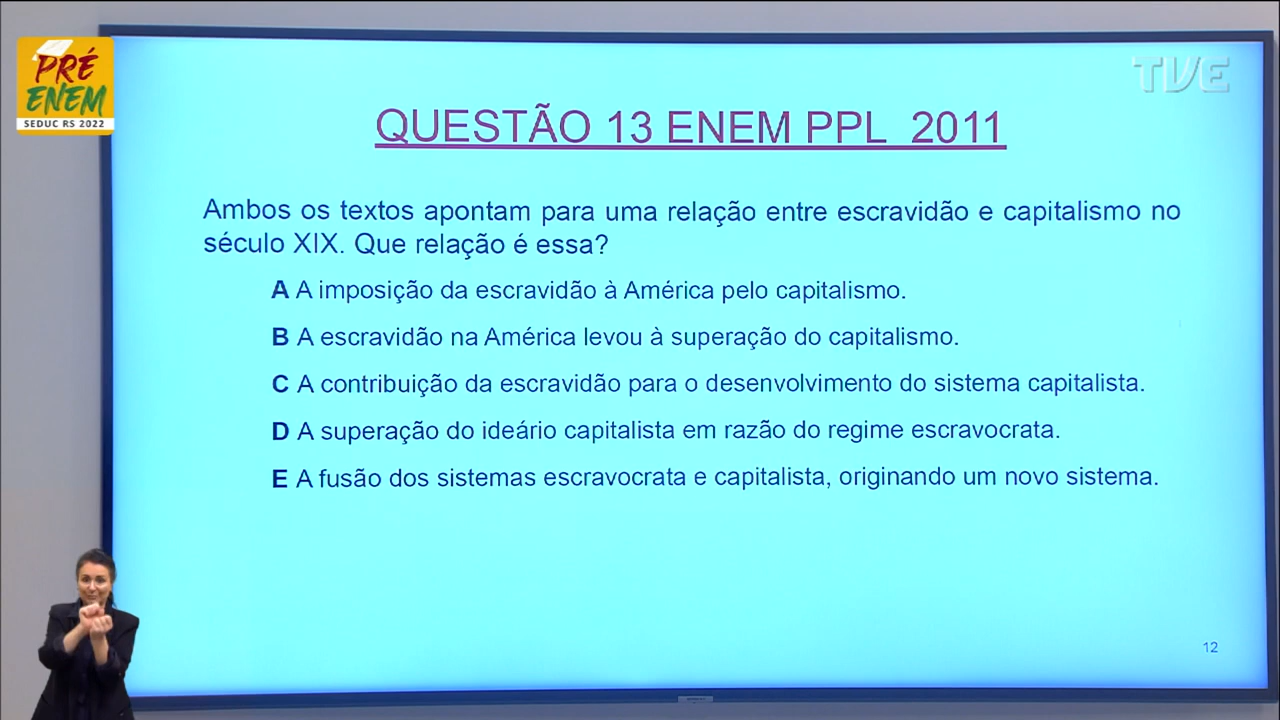 PRÉ
ENEM
SEDUC RS 2022
TVE
QUESTÃO 13 ENEM PPL 2011
Ambos os textos apontam para uma relação entre escravidão e capitalismo no
século XIX. Que relação é essa?
A A imposição da escravidão à América pelo capitalismo.
B A escravidão na América levou à superação do capitalismo.
C A contribuição da escravidão para o desenvolvimento do sistema capitalista.
D A superação do ideário capitalista em razão do regime escravocrata.
E A fusão dos sistemas escravocrata e capitalista, originando um novo sistema.
12